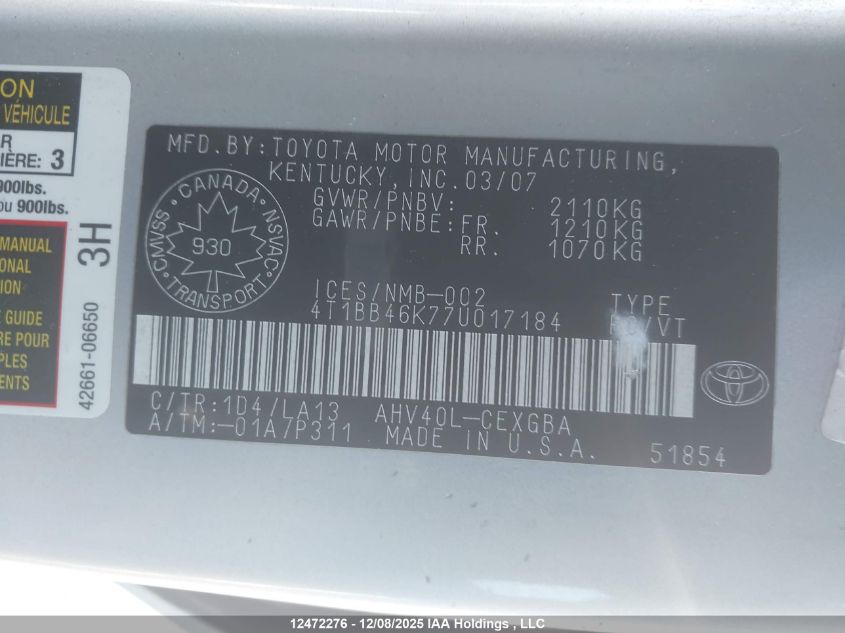 ON
VÉHICULE
R
IÈRE: 3
900lbs.
ou 900lbs.
MANUAL
ONAL
ION
E GUIDE
RE POUR
PLES
ENTS
42661-06650
3H
MFD.BY:TOYOTA MOTOR MANUFACTURING,
KENTUCKY, INC. 03/07
GVWR/PNBV: 2110KG
GAWR/PNBE: FR. 1210KG
RR. 1070KG
CANADA
CMVSS NSVAC
930
TRANSPORT
ICES/NMB-002
4T1BB46K77U017184
TYPE
/VT
C/TR:1D4/LA13 AHV40L-CEXGBA
A/TM:-01A7P311 MADE IN U.S.A.
51854
12472276 - 12/08/2025 IAA Holdings , LLC